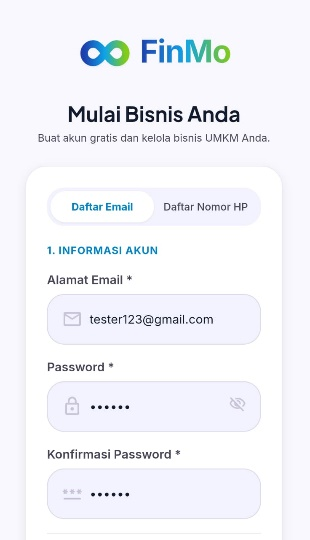 FinMo
Mulai Bisnis Anda
Buat akun gratis dan kelola bisnis UMKM Anda.
Daftar Email
Daftar Nomor HP
1. INFORMASI AKUN
Alamat Email *
tester123@gmail.com
Password *
••••••
Konfirmasi Password *
••••••